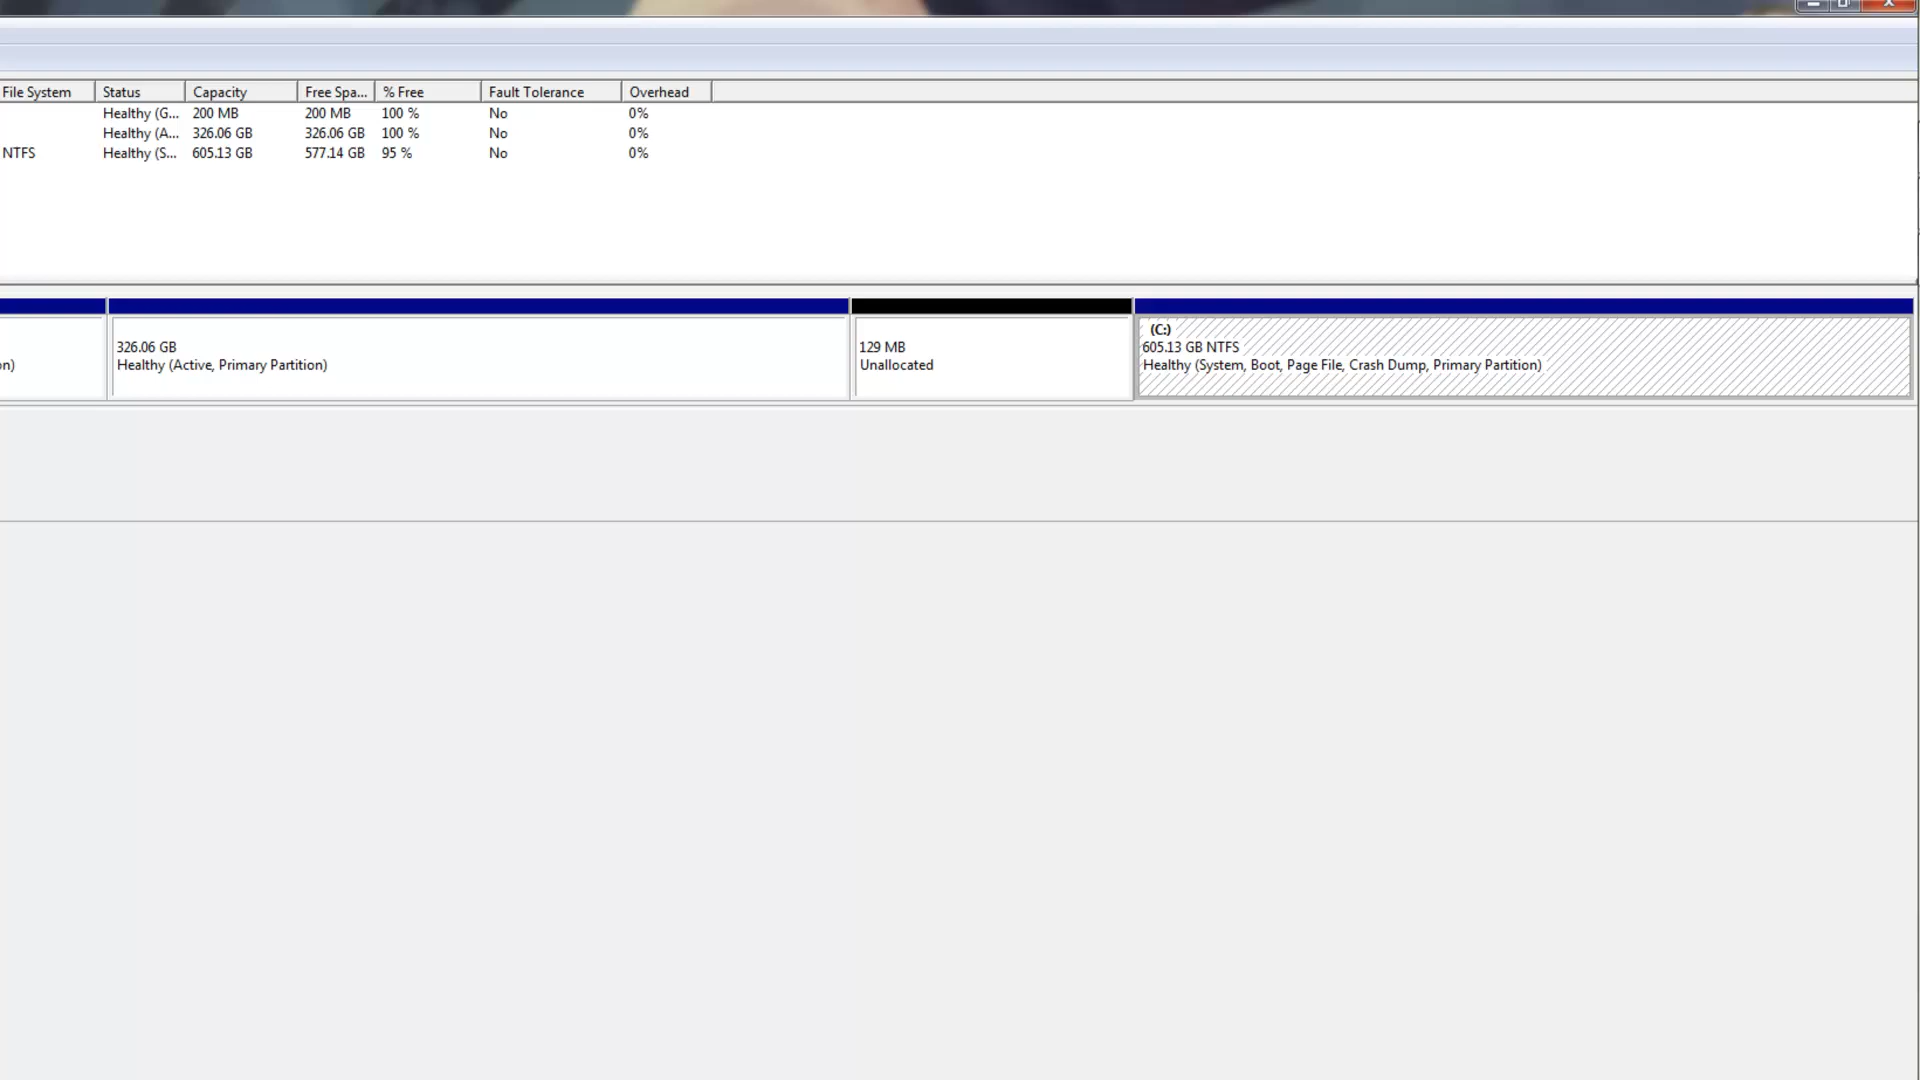 File System Status Capacity Free Spa... % Free Fault Tolerance Overhead
Healthy (G... 200 MB 200 MB 100 % No 0%
Healthy (A... 326.06 GB 326.06 GB 100 % No 0%
NTFS Healthy (S... 605.13 GB 577.14 GB 95 % No 0%
(C:)
326.06 GB 129 MB 605.13 GB NTFS
on) Healthy (Active, Primary Partition) Unallocated Healthy (System, Boot, Page File, Crash Dump, Primary Partition)